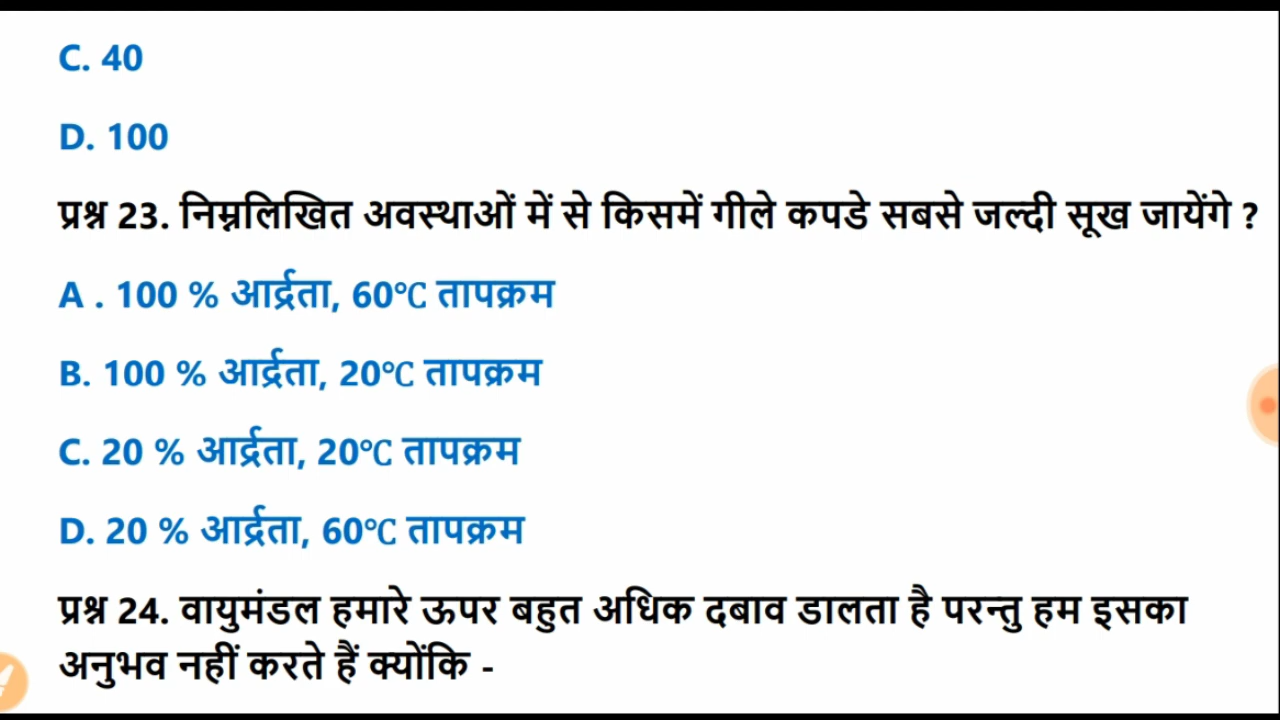 C. 40
D. 100
प्रश्न 23. निम्नलिखित अवस्थाओं में से किसमें गीले कपडे सबसे जल्दी सूख जायेंगे ?
A . 100 % आर्द्रता, 60℃ तापक्रम
B. 100 % आर्द्रता, 20℃ तापक्रम
C. 20 % आर्द्रता, 20℃ तापक्रम
D. 20 % आर्द्रता, 60℃ तापक्रम
प्रश्न 24. वायुमंडल हमारे ऊपर बहुत अधिक दबाव डालता है परन्तु हम इसका
अनुभव नहीं करते हैं क्योंकि -